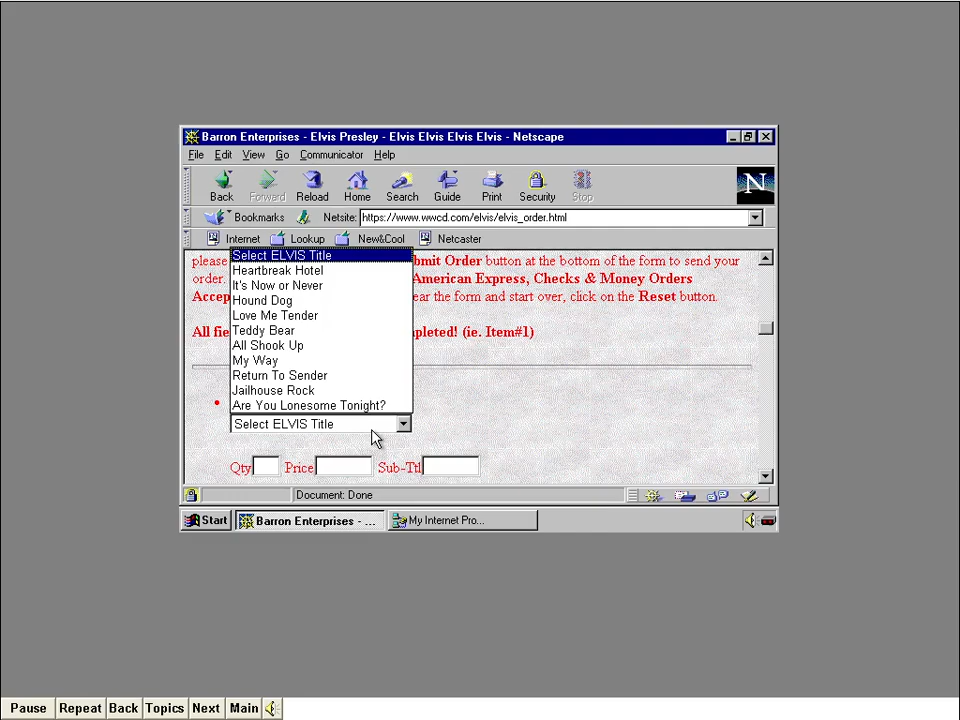 Barron Enterprises - Elvis Presley - Elvis Elvis Elvis Elvis - Netscape
File Edit View Go Communicator Help
Back Forward Reload Home Search Guide Print Security Stop
N
Bookmarks Netsite: https://www.wwcd.com/elvis/elvis_order.html
Internet Lookup New&Cool Netcaster
Select ELVIS Title
Heartbreak Hotel
It's Now or Never
Hound Dog
Love Me Tender
Teddy Bear
All Shook Up
My Way
Return To Sender
Jailhouse Rock
Are You Lonesome Tonight?
please bmit Order button at the bottom of the form to send your
order. American Express, Checks & Money Orders
Accep ear the form and start over, click on the Reset button.
All fie pleted! (ie. Item#1)
Select ELVIS Title
Qty Price Sub-Ttl
Document: Done
Start Barron Enterprises - ... My Internet Pro...
Pause Repeat Back Topics Next Main